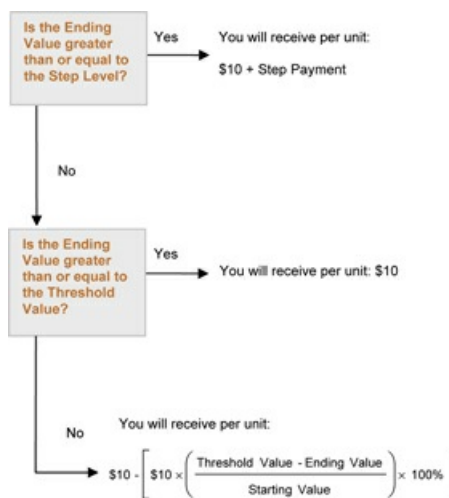 Is the Ending
Value greater
than or equal to
the Step Level?
Yes
You will receive per unit:
$10 + Step Payment
No
Is the Ending
Value greater
than or equal to
the Threshold
Value?
Yes
You will receive per unit: $10
No
You will receive per unit:
$10 - [ $10 × ( Threshold Value - Ending Value
Starting Value ) × 100%